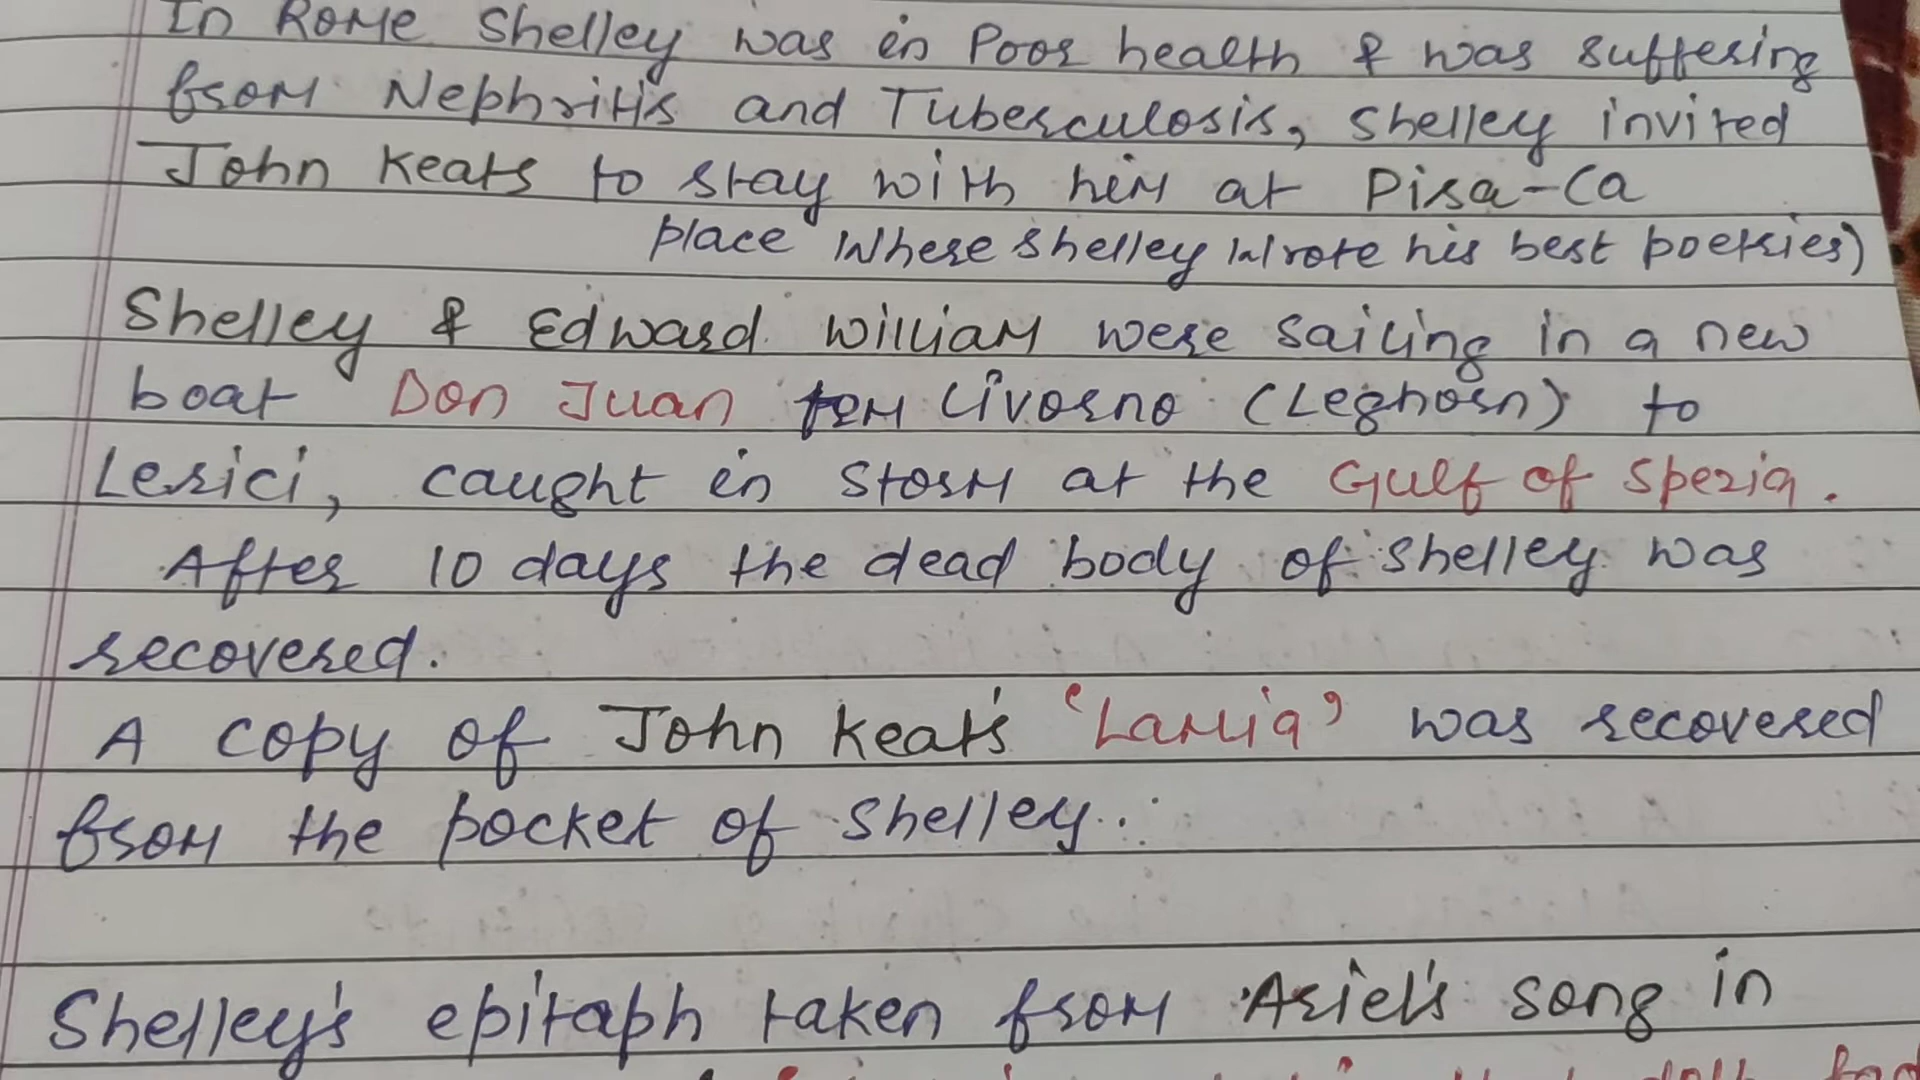 In Rome Shelley was in Poor health & was suffering
from Nephritis and Tuberculosis, Shelley invited
John Keats to stay with him at Pisa-(a
place where Shelley wrote his best poetries)
Shelley & Edward William were sailing in a new
boat Don Juan from Livorno (Leghorn) to
Lerici, caught in storm at the Gulf of Spezia.
After 10 days the dead body of Shelley was
recovered.
A copy of John Keat's 'Lamia' was recovered
from the pocket of Shelley.
Shelley's epitaph taken from Ariel's song in